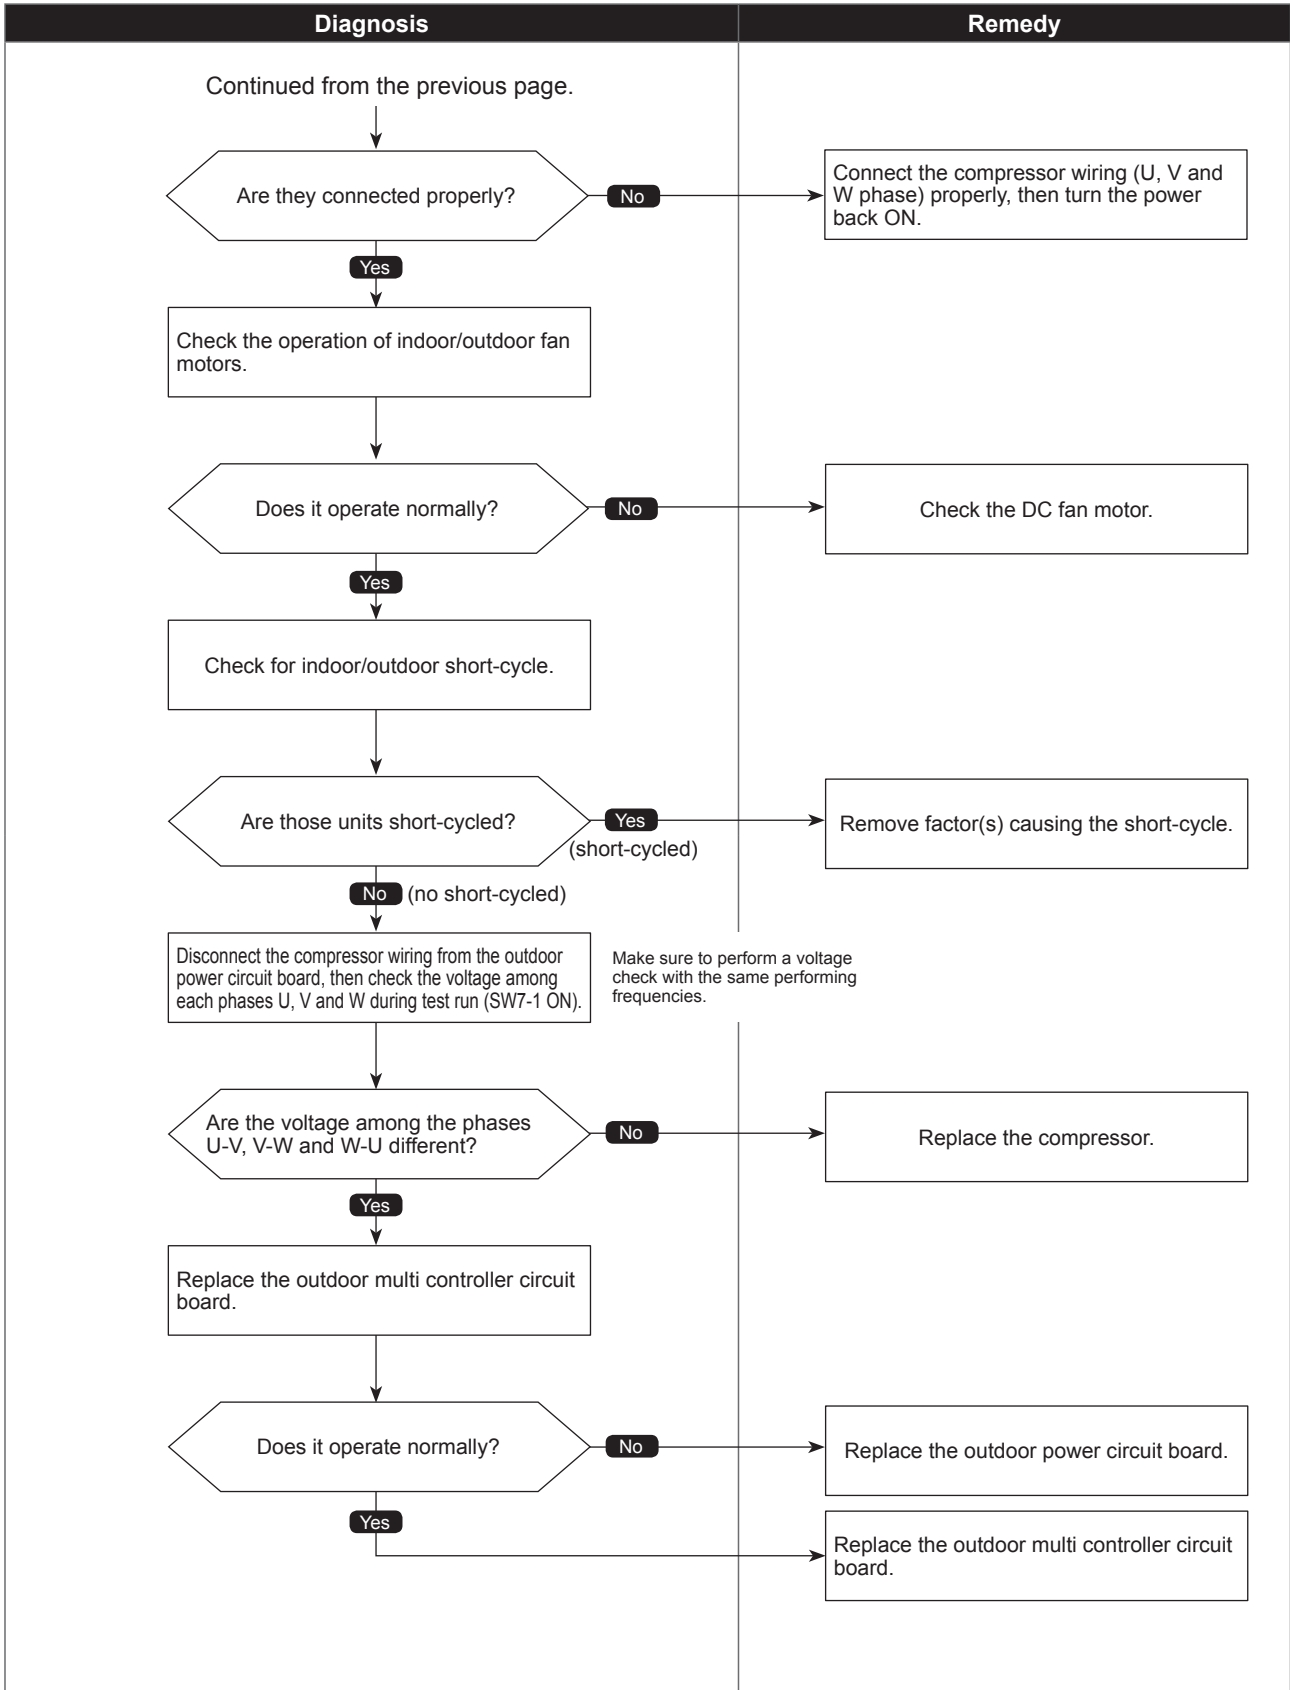 Diagnosis
Remedy
Continued from the previous page.
Are they connected properly?
No
Connect the compressor wiring (U, V and
W phase) properly, then turn the power
back ON.
Yes
Check the operation of indoor/outdoor fan
motors.
Does it operate normally?
No
Check the DC fan motor.
Yes
Check for indoor/outdoor short-cycle.
Are those units short-cycled?
Yes
(short-cycled)
Remove factor(s) causing the short-cycle.
No (no short-cycled)
Disconnect the compressor wiring from the outdoor
power circuit board, then check the voltage among
each phases U, V and W during test run (SW7-1 ON).
Make sure to perform a voltage
check with the same performing
frequencies.
Are the voltage among the phases
U-V, V-W and W-U different?
No
Replace the compressor.
Yes
Replace the outdoor multi controller circuit
board.
Does it operate normally?
No
Replace the outdoor power circuit board.
Yes
Replace the outdoor multi controller circuit
board.